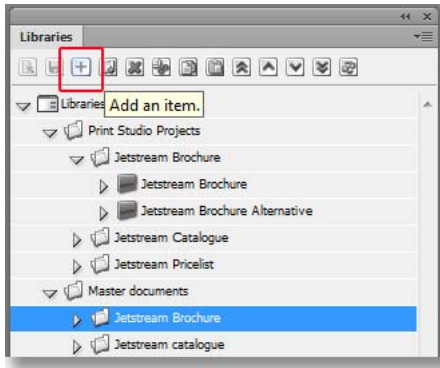 Libraries
Libraries Add an item.
Print Studio Projects
Jetstream Brochure
Jetstream Brochure
Jetstream Brochure Alternative
Jetstream Catalogue
Jetstream Pricelist
Master documents
Jetstream Brochure
Jetstream catalogue